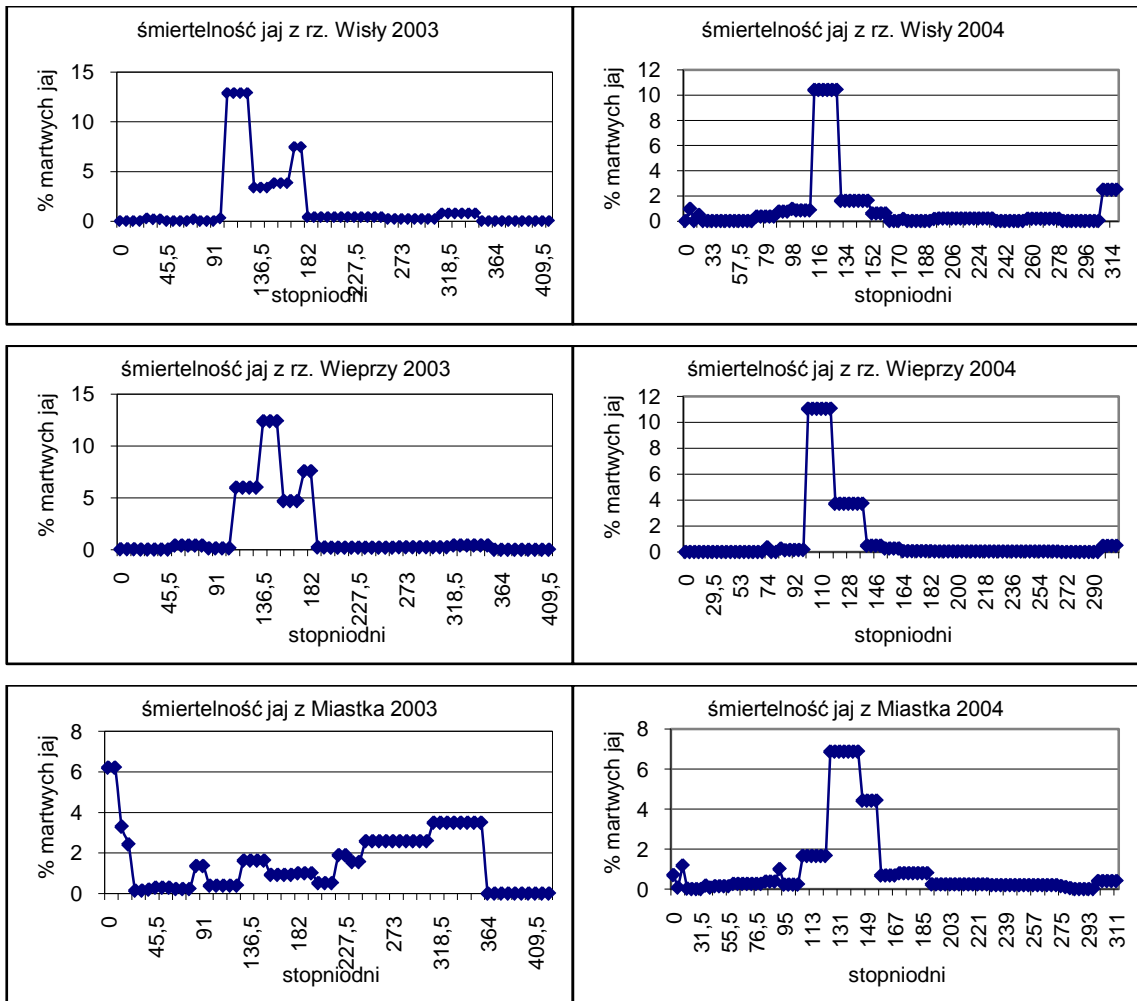 śmiertelność jaj z rz. Wisły 2003
% martwych jaj
15
10
5
0
0 45,5 91 136,5 182 227,5 273 318,5 364 409,5
stopniodni
śmiertelność jaj z rz. Wisły 2004
% martwych jaj
12
10
8
6
4
2
0
0 33 57,5 79 98 116 134 152 170 188 206 224 242 260 278 296 314
stopniodni
śmiertelność jaj z rz. Wieprzy 2003
% martwych jaj
15
10
5
0
0 45,5 91 136,5 182 227,5 273 318,5 364 409,5
stopniodni
śmiertelność jaj z rz. Wieprzy 2004
% martwych jaj
12
10
8
6
4
2
0
0 29,5 53 74 92 110 128 146 164 182 200 218 236 254 272 290
stopniodni
śmiertelność jaj z Miastka 2003
% martwych jaj
8
6
4
2
0
0 45,5 91 136,5 182 227,5 273 318,5 364 409,5
stopniodni
śmiertelność jaj z Miastka 2004
% martwych jaj
8
6
4
2
0
0 31,5 55,5 76,5 95 113 131 149 167 185 203 221 239 257 275 293 311
stopniodni